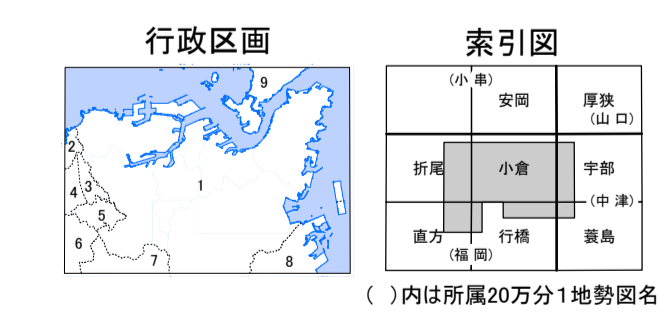 行政区画
9
2
3
1
4
5
6
7
8
索引図
(小 串)
安岡
厚狭
(山 口)
折尾
小倉
宇部
(中 津)
直方
行橋
蓑島
(福 岡)
( )内は所属20万分1地勢図名